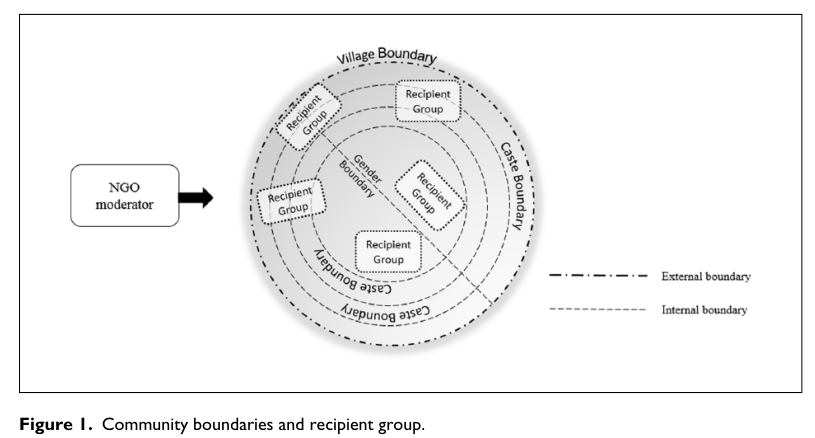 Village Boundary
Recipient
Group
Recipient
Group
Gender
Boundary
Caste Boundary
NGO
moderator
Recipient
Group
Recipient
Group
Recipient
Group
Caste Boundary
Caste Boundary
External boundary
Internal boundary
Figure 1. Community boundaries and recipient group.